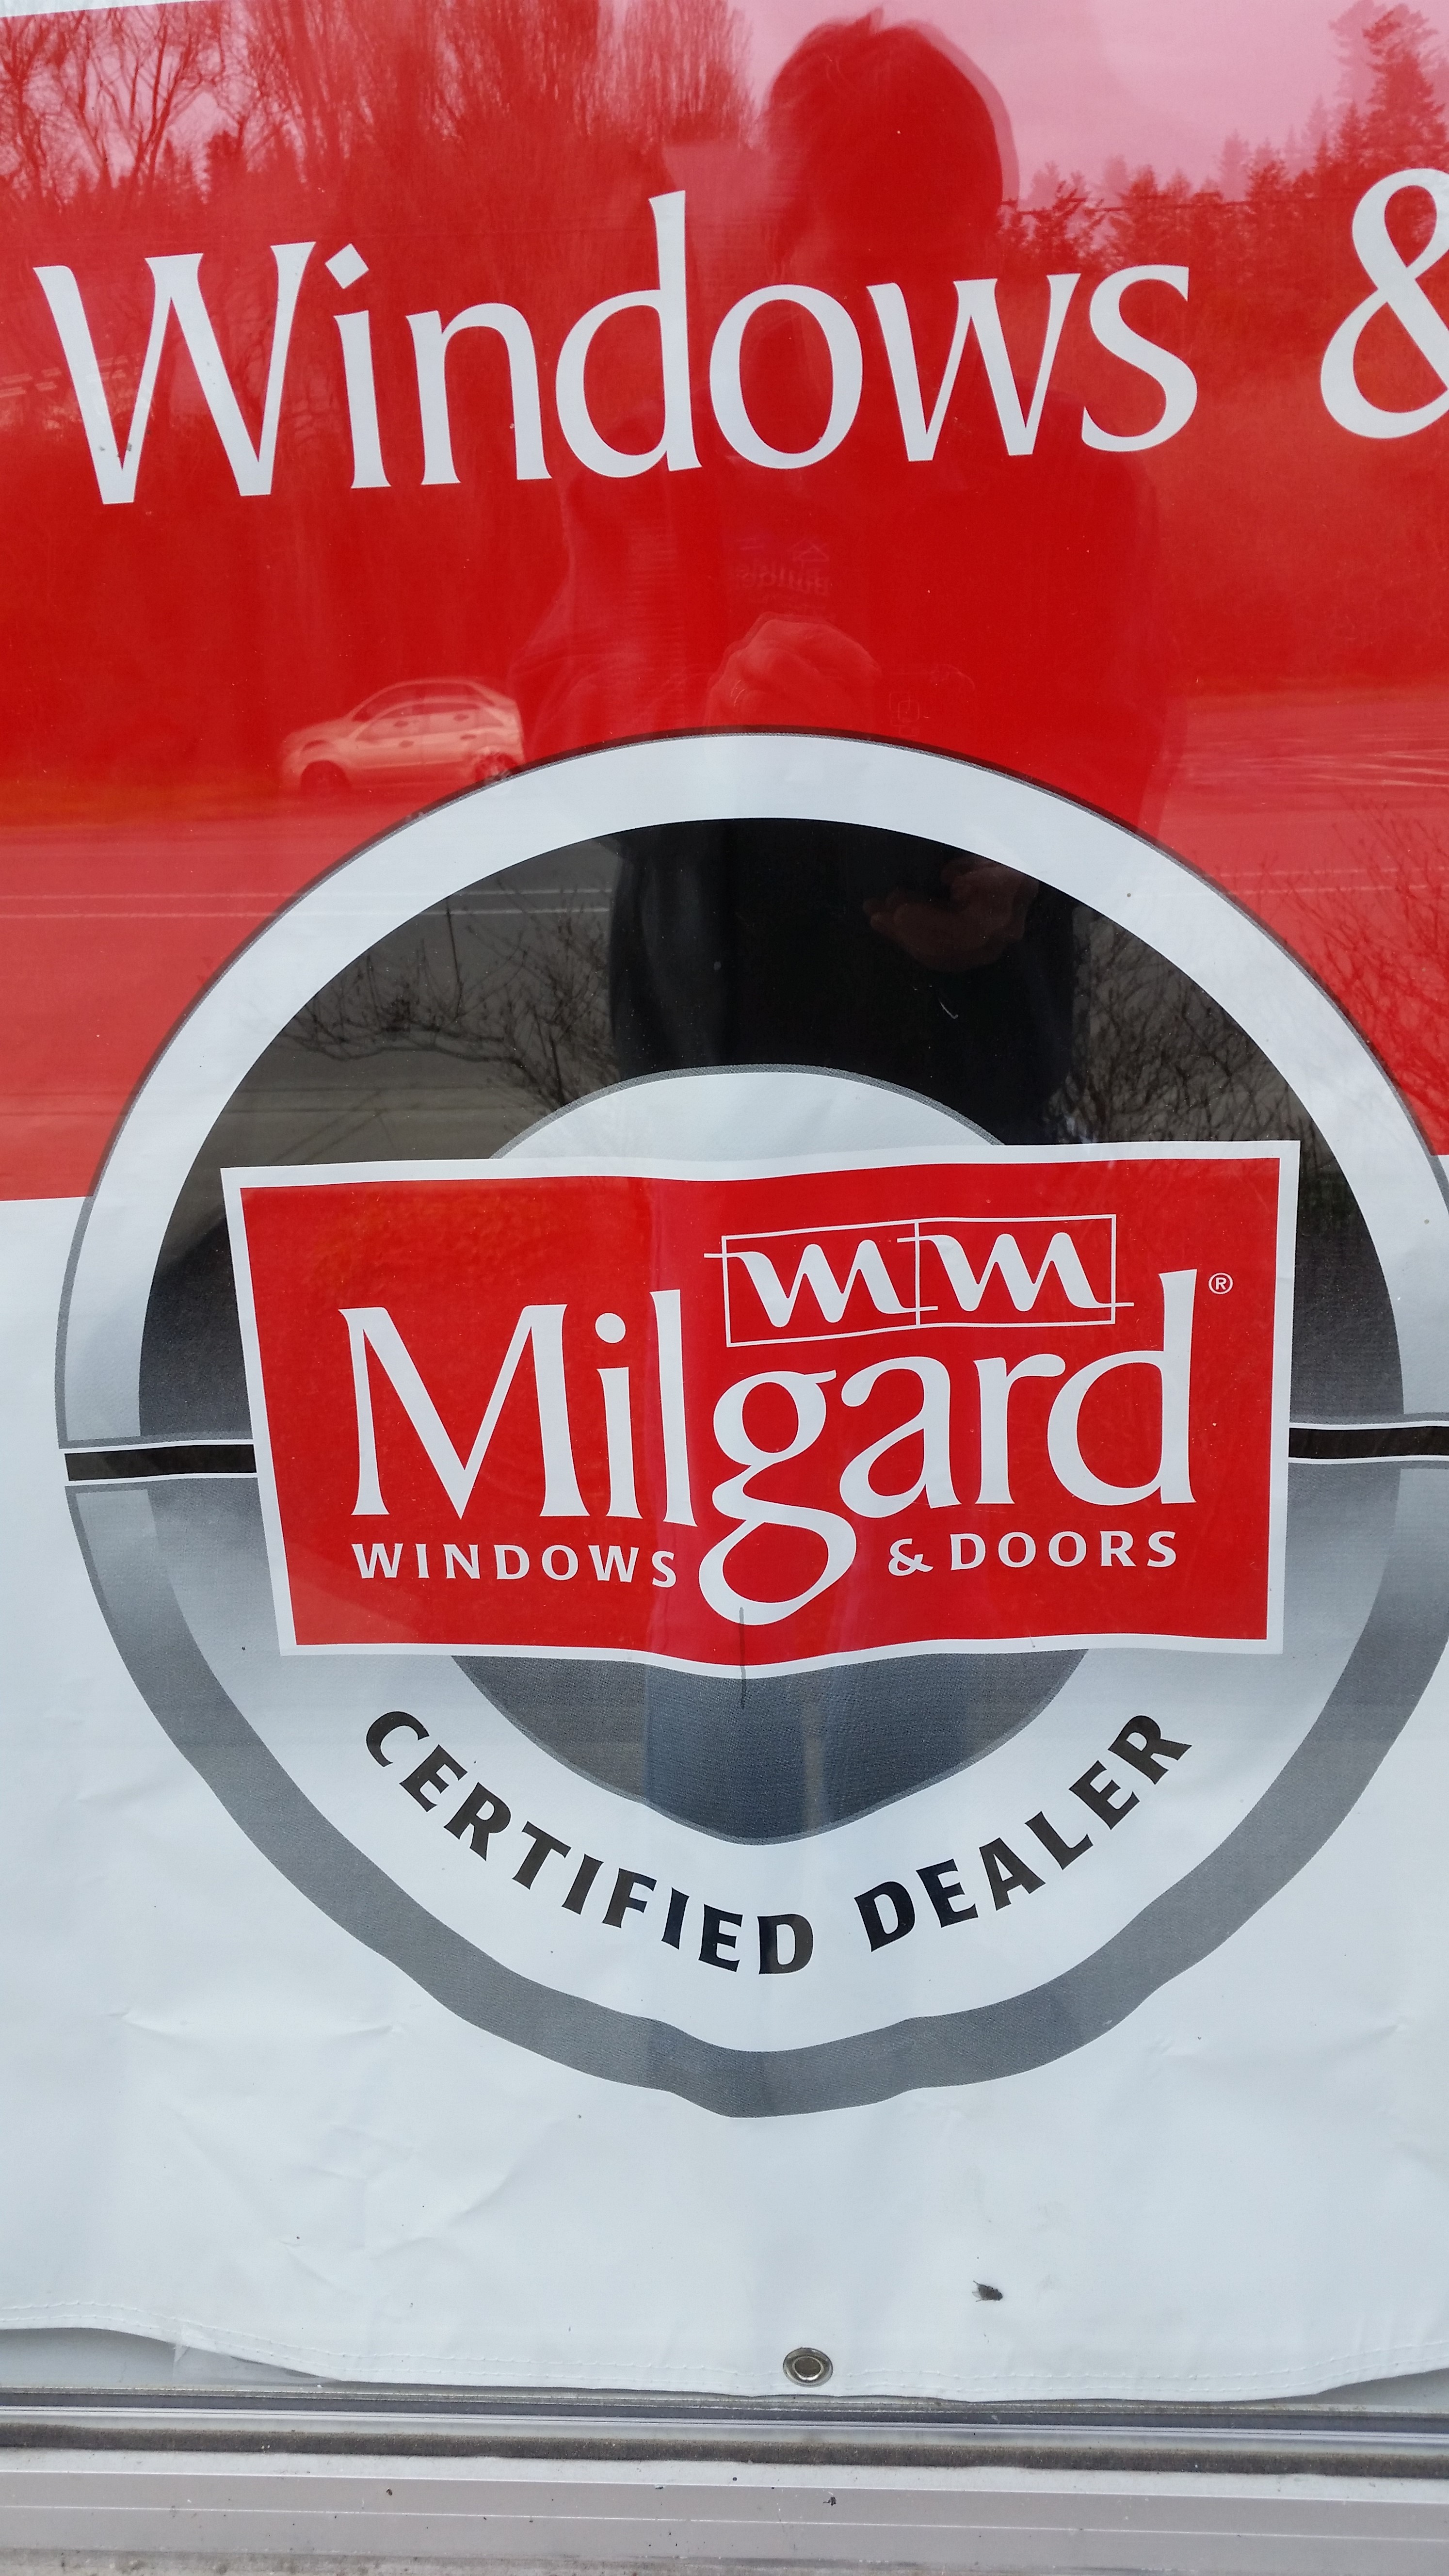 Windows &
Milgard®
WINDOWS & DOORS
CERTIFIED DEALER